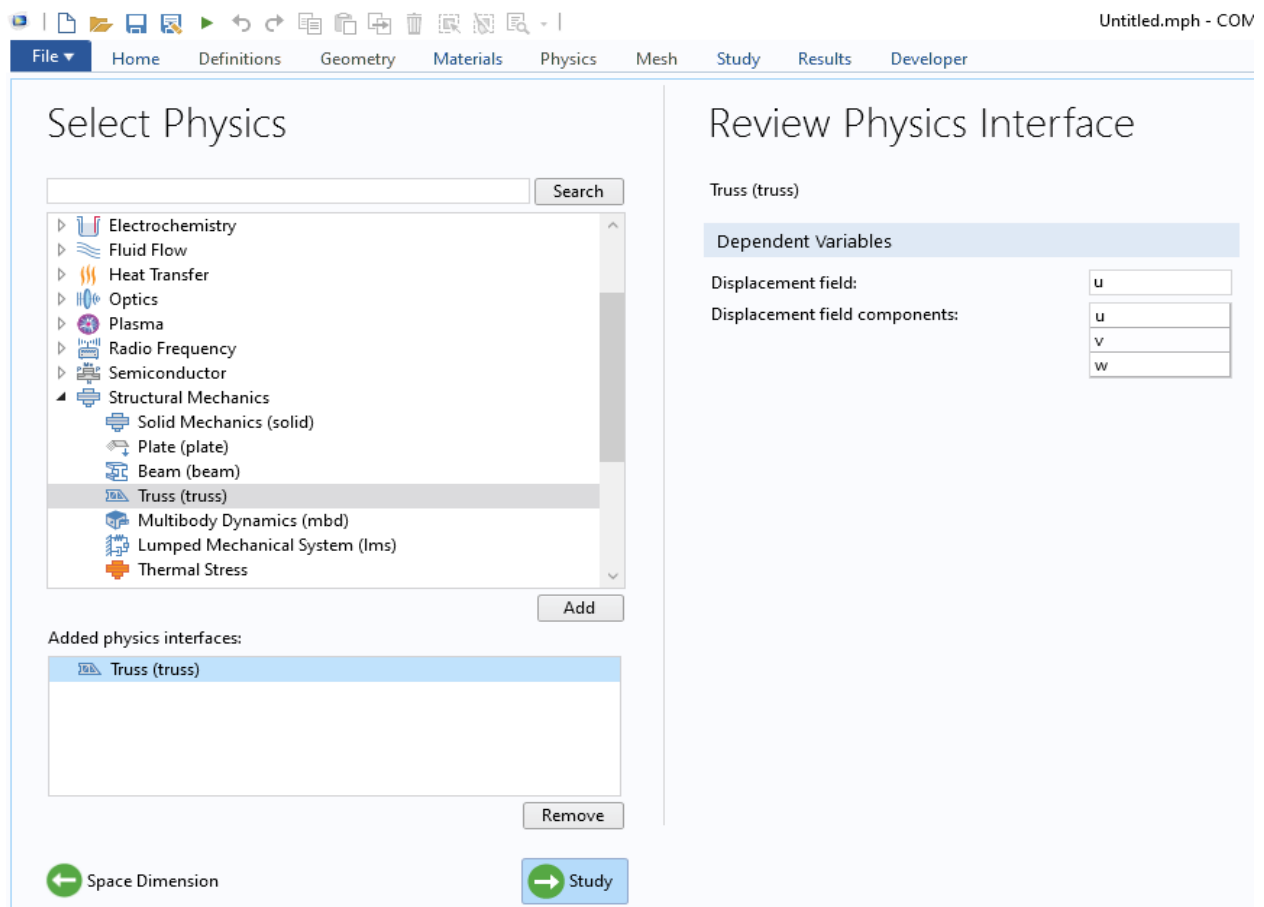 Untitled.mph - COM
File Home Definitions Geometry Materials Physics Mesh Study Results Developer
Select Physics
Search
Electrochemistry
Fluid Flow
Heat Transfer
Optics
Plasma
Radio Frequency
Semiconductor
Structural Mechanics
Solid Mechanics (solid)
Plate (plate)
Beam (beam)
Truss (truss)
Multibody Dynamics (mbd)
Lumped Mechanical System (lms)
Thermal Stress
Add
Added physics interfaces:
Truss (truss)
Remove
Space Dimension
Study
Review Physics Interface
Truss (truss)
Dependent Variables
Displacement field: u
Displacement field components: u
v
w